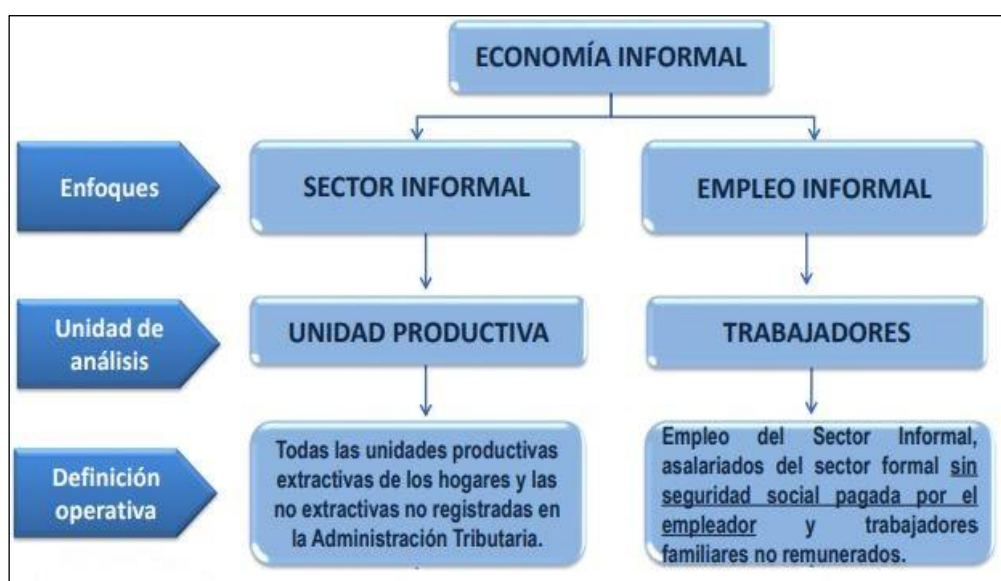 ECONOMÍA INFORMAL
Enfoques
SECTOR INFORMAL
EMPLEO INFORMAL
Unidad de
análisis
UNIDAD PRODUCTIVA
TRABAJADORES
Definición
operativa
Todas las unidades productivas
extractivas de los hogares y las
no extractivas no registradas en
la Administración Tributaria.
Empleo del Sector Informal,
asalariados del sector formal sin
seguridad social pagada por el
empleador y trabajadores
familiares no remunerados.